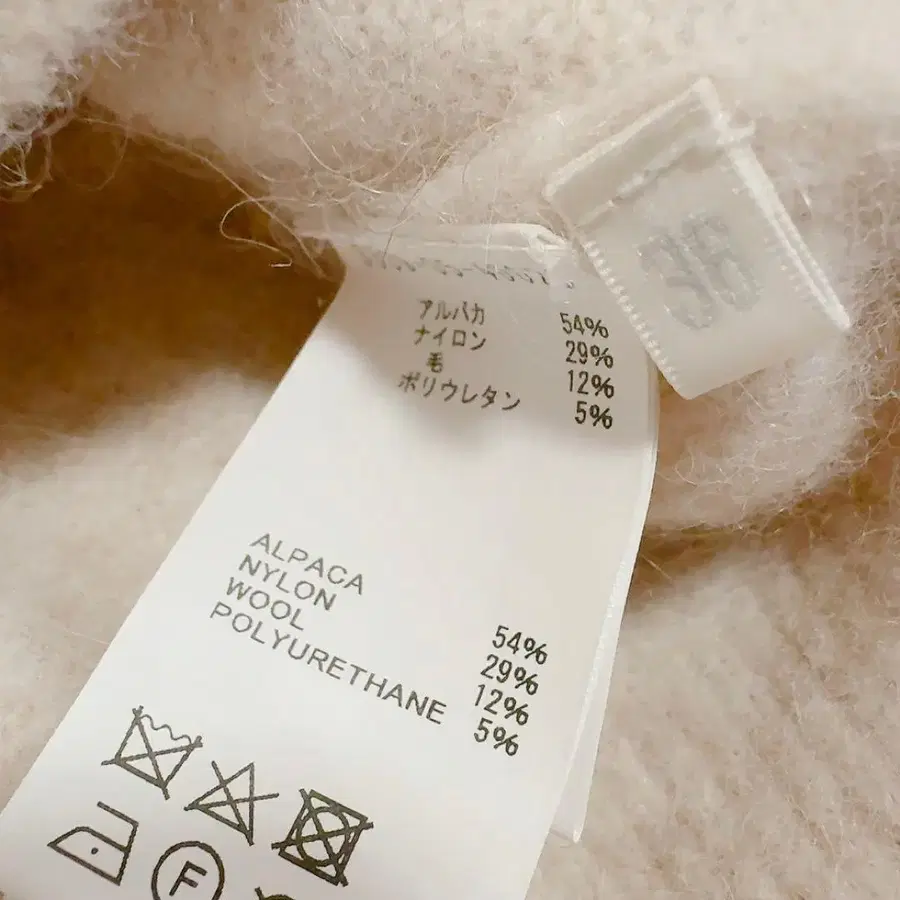 38
アルパカ 54%
ナイロン 29%
毛 12%
ポリウレタン 5%
ALPACA 54%
NYLON 29%
WOOL 12%
POLYURETHANE 5%
F